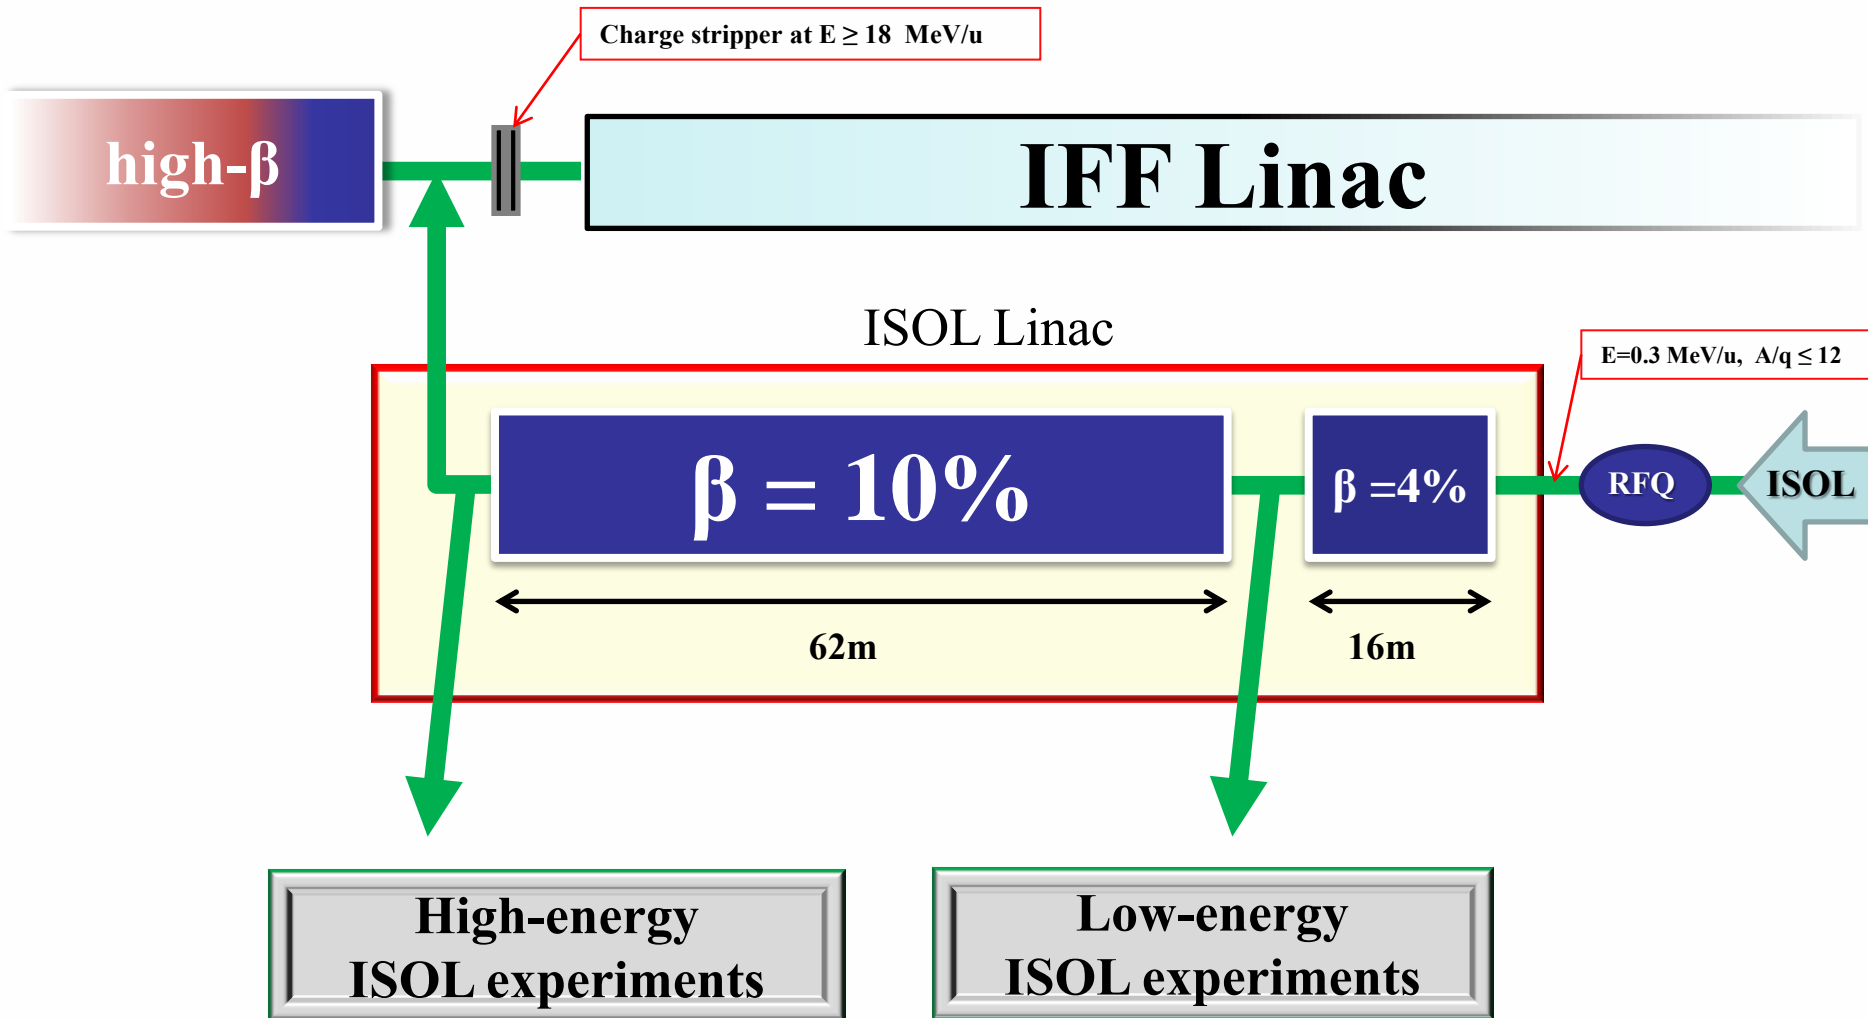 Charge stripper at E ≥ 18 MeV/u
high-β
IFF Linac
ISOL Linac
E=0.3 MeV/u, A/q ≤ 12
β = 10%
β =4%
RFQ
ISOL
62m
16m
High-energy
ISOL experiments
Low-energy
ISOL experiments